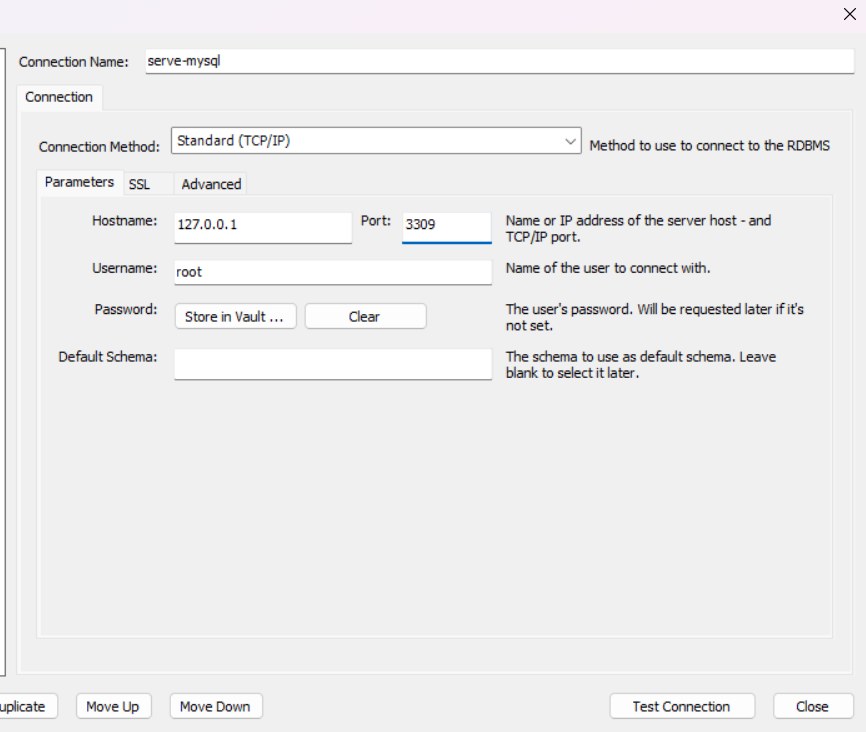 Connection Name: serve-mysql
Connection
Connection Method: Standard (TCP/IP) Method to use to connect to the RDBMS
Parameters SSL Advanced
Hostname: 127.0.0.1 Port: 3309 Name or IP address of the server host - and
TCP/IP port.
Username: root Name of the user to connect with.
Password: Store in Vault ... Clear The user's password. Will be requested later if it's
not set.
Default Schema: The schema to use as default schema. Leave
blank to select it later.
uplicate Move Up Move Down Test Connection Close